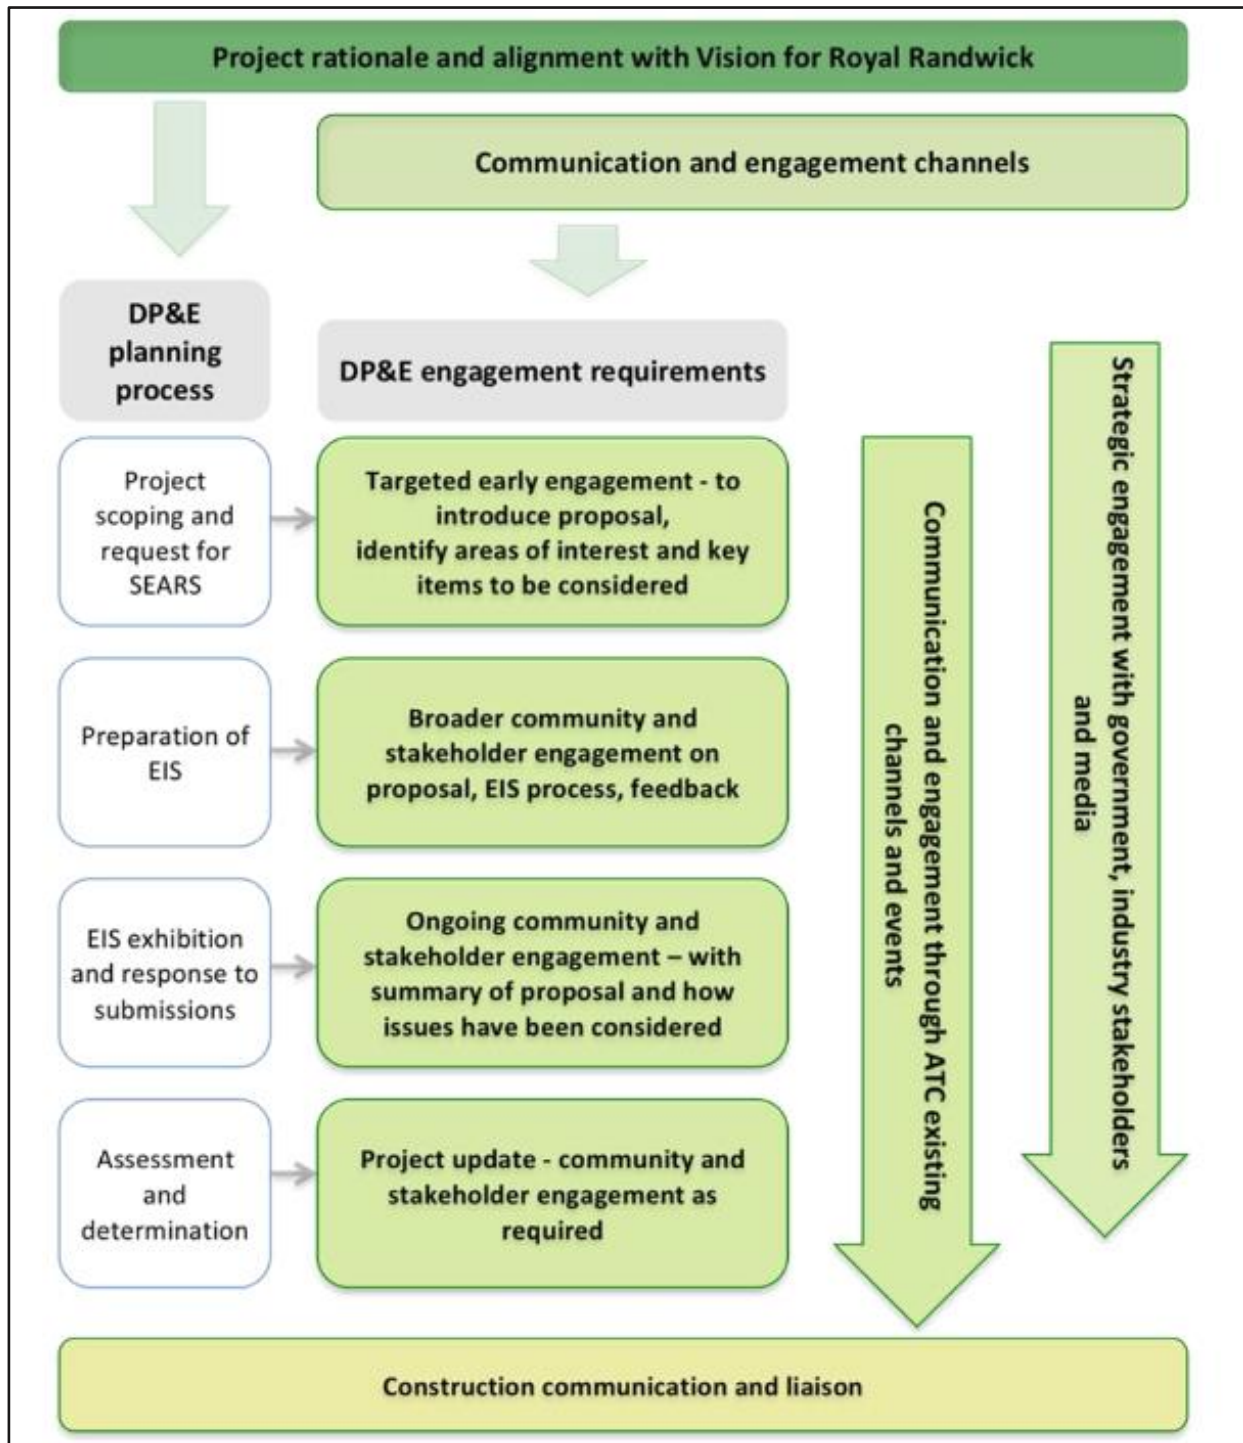 Project rationale and alignment with Vision for Royal Randwick
Communication and engagement channels
DP&E
planning
process
DP&E engagement requirements
Project
scoping and
request for
SEARS
Targeted early engagement - to
introduce proposal,
identify areas of interest and key
items to be considered
Preparation of
EIS
Broader community and
stakeholder engagement on
proposal, EIS process, feedback
EIS exhibition
and response to
submissions
Ongoing community and
stakeholder engagement – with
summary of proposal and how
issues have been considered
Assessment
and
determination
Project update - community and
stakeholder engagement as
required
Communication and engagement through ATC existing
channels and events
Strategic engagement with government, industry stakeholders
and media
Construction communication and liaison